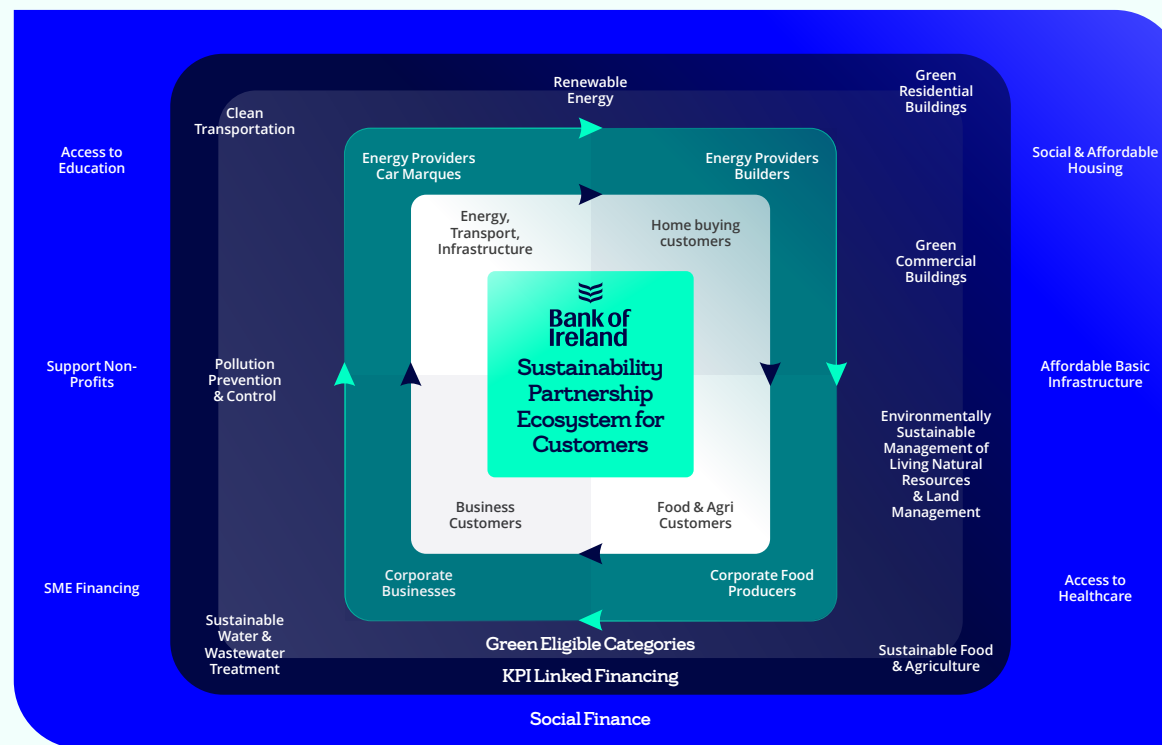 Renewable
Energy
Green
Residential
Buildings
Clean
Transportation
Access to
Education
Social & Affordable
Housing
Energy Providers
Car Marques
Energy Providers
Builders
Energy,
Transport,
Infrastructure
Home buying
customers
Green
Commercial
Buildings
Bank of
Ireland
Sustainability
Partnership
Ecosystem for
Customers
Support Non-
Profits
Pollution
Prevention
& Control
Affordable Basic
Infrastructure
Environmentally
Sustainable
Management of
Living Natural
Resources
& Land
Management
Business
Customers
Food & Agri
Customers
SME Financing
Corporate
Businesses
Corporate Food
Producers
Access to
Healthcare
Sustainable
Water &
Wastewater
Treatment
Sustainable Food
& Agriculture
Green Eligible Categories
KPI Linked Financing
Social Finance